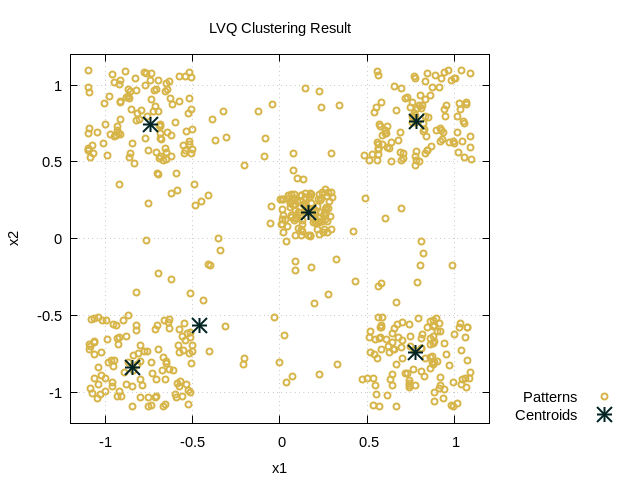 LVQ Clustering Result
1
0.5
0
-0.5
-1
x2
-1 -0.5 0 0.5 1
x1
Patterns
Centroids